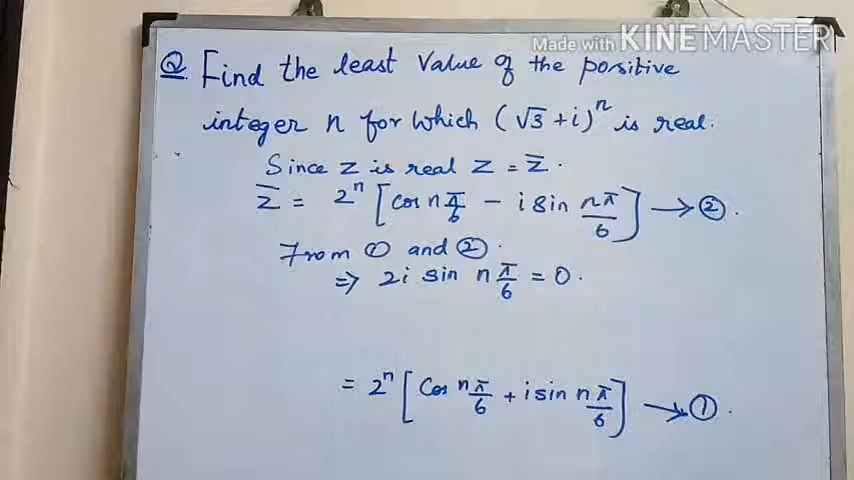 Made with KINEMASTER
Q Find the least value of the porsitive
integer n for which (√3 + i)^n is real.
Since z is real z = z̅.
z̅ = 2^n [cos nπ/6 - i sin nπ/6] → ②.
From ① and ②.
⇒ 2i sin nπ/6 = 0.
= 2^n [cos nπ/6 + i sin nπ/6] → ①.